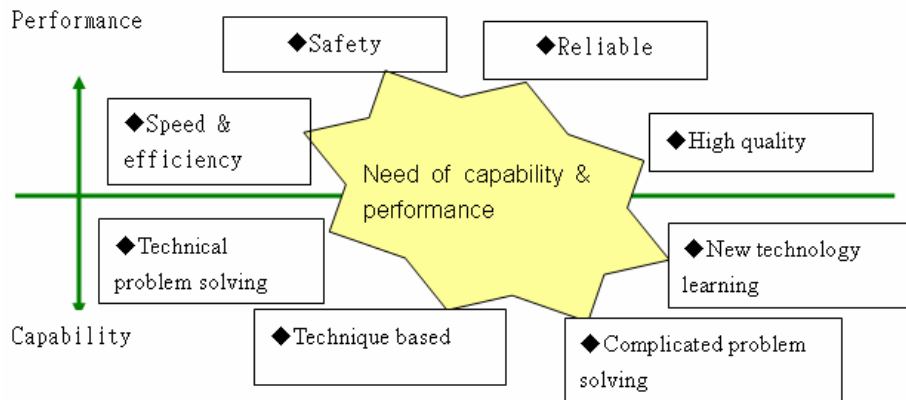 Performance
◆Safety
◆Reliable
◆Speed &
efficiency
◆High quality
Need of capability &
performance
◆Technical
problem solving
◆New technology
learning
Capability
◆Technique based
◆Complicated problem
solving